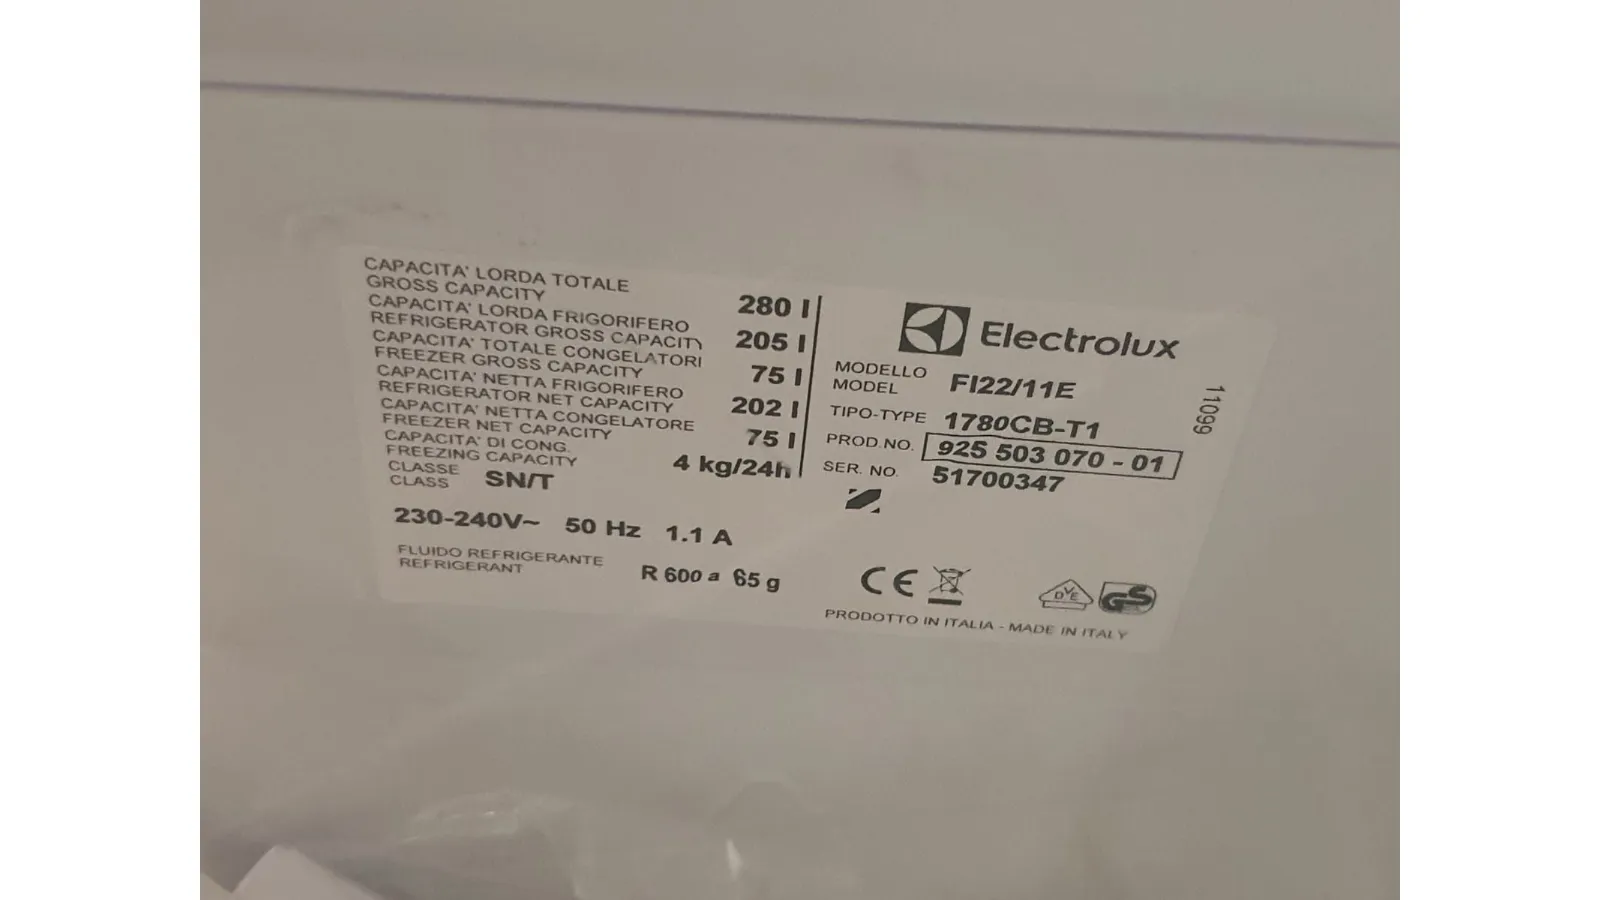 CAPACITA' LORDA TOTALE
GROSS CAPACITY 280 l
CAPACITA' LORDA FRIGORIFERO
REFRIGERATOR GROSS CAPACITY 205 l
CAPACITA' TOTALE CONGELATORI
FREEZER GROSS CAPACITY 75 l
CAPACITA' NETTA FRIGORIFERO
REFRIGERATOR NET CAPACITY 202 l
CAPACITA' NETTA CONGELATORE
FREEZER NET CAPACITY 75 l
CAPACITA' DI CONG.
FREEZING CAPACITY 4 kg/24h
CLASSE
CLASS SN/T
230-240V~ 50 Hz 1.1 A
FLUIDO REFRIGERANTE
REFRIGERANT R 600 a 65 g
Electrolux
MODELLO
MODEL FI22/11E
TIPO-TYPE 1780CB-T1
PROD.NO. 925 503 070 - 01
SER. NO. 51700347
11099
CE
DVE
GS
PRODOTTO IN ITALIA - MADE IN ITALY